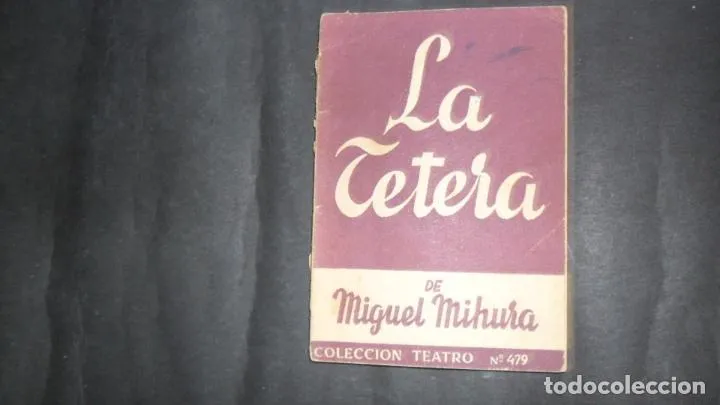 La
Tetera
DE
Miguel Mihura
COLECCION TEATRO Nº 479
todocoleccion